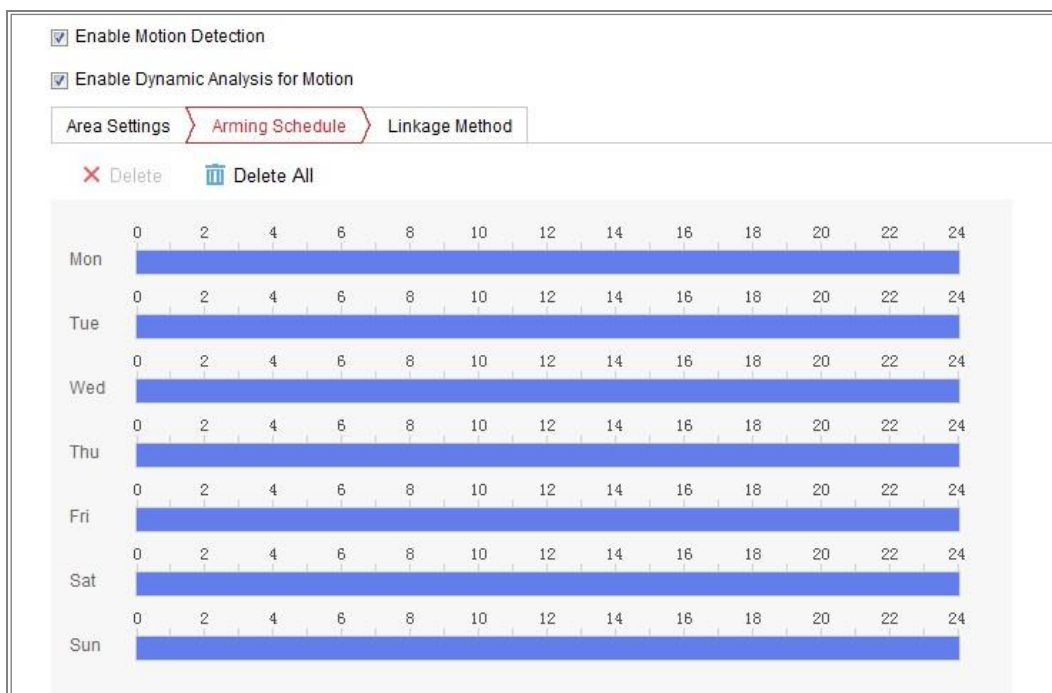 Enable Motion Detection
Enable Dynamic Analysis for Motion
Area Settings Arming Schedule Linkage Method
Delete Delete All
0 2 4 6 8 10 12 14 16 18 20 22 24
Mon
0 2 4 6 8 10 12 14 16 18 20 22 24
Tue
0 2 4 6 8 10 12 14 16 18 20 22 24
Wed
0 2 4 6 8 10 12 14 16 18 20 22 24
Thu
0 2 4 6 8 10 12 14 16 18 20 22 24
Fri
0 2 4 6 8 10 12 14 16 18 20 22 24
Sat
0 2 4 6 8 10 12 14 16 18 20 22 24
Sun